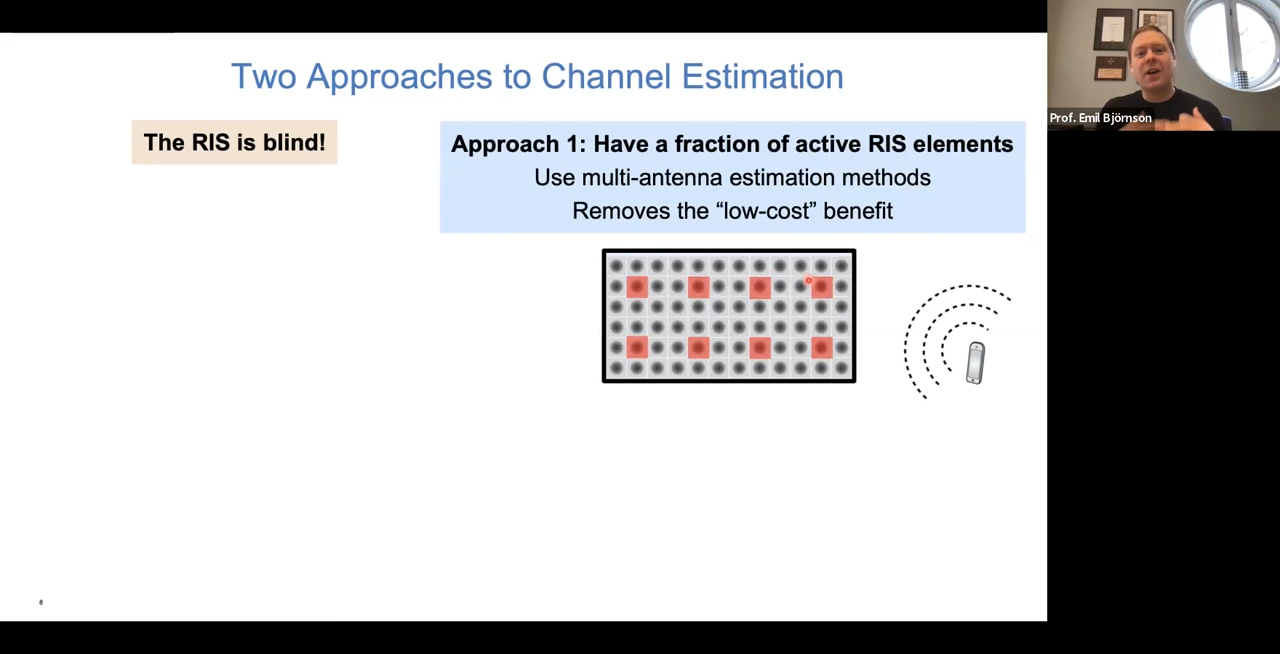 Two Approaches to Channel Estimation
The RIS is blind!
Approach 1: Have a fraction of active RIS elements
Use multi-antenna estimation methods
Removes the “low-cost” benefit
Prof. Emil Björnson
8